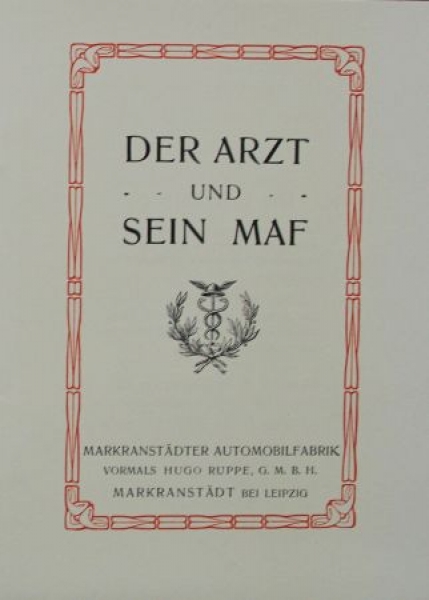 DER ARZT
- - UND - -
SEIN MAF
MARKRANSTÄDTER AUTOMOBILFABRIK
VORMALS HUGO RUPPE, G. M. B. H.
MARKRANSTÄDT BEI LEIPZIG